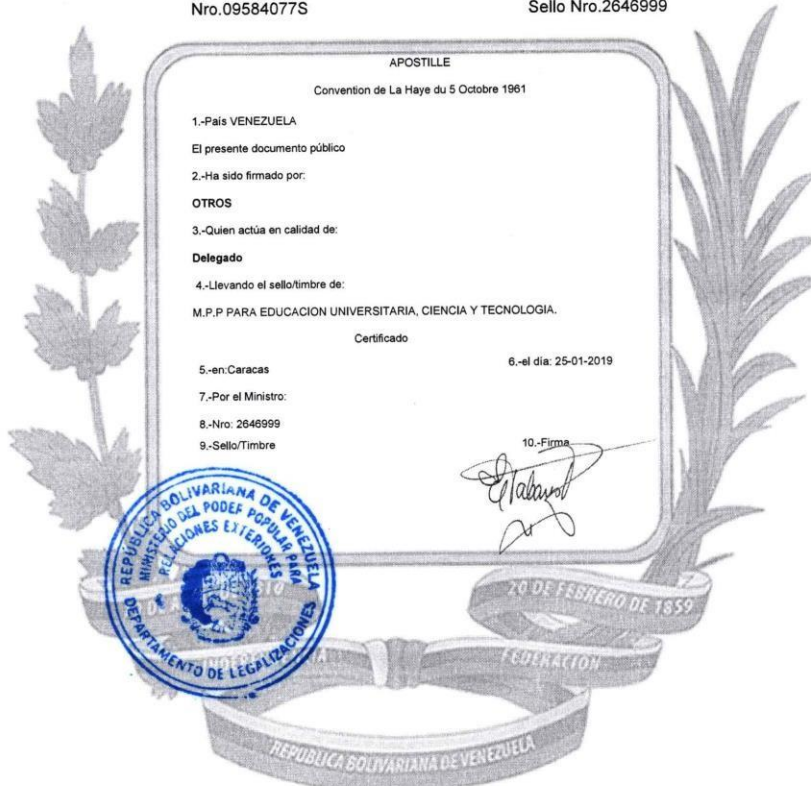 Nro.09584077S
Sello Nro.2646999
APOSTILLE
Convention de La Haye du 5 Octobre 1961
1.-Pais VENEZUELA
El presente documento público
2.-Ha sido firmado por:
OTROS
3.-Quien actúa en calidad de:
Delegado
4.-Llevando el sello/timbre de:
M.P.P PARA EDUCACION UNIVERSITARIA, CIENCIA Y TECNOLOGIA.
Certificado
5.-en:Caracas
6.-el día: 25-01-2019
7.-Por el Ministro:
8.-Nro: 2646999
9.-Sello/Timbre
10.-Firma
REPUBLICA BOLIVARIANA DE VENEZUELA
MINISTERIO DEL PODER POPULAR PARA
RELACIONES EXTERIORES
DEPARTAMENTO DE LEGALIZACIONES
20 DE FEBRERO DE 1859
FEDERACION
REPUBLICA BOLIVARIANA DE VENEZUELA